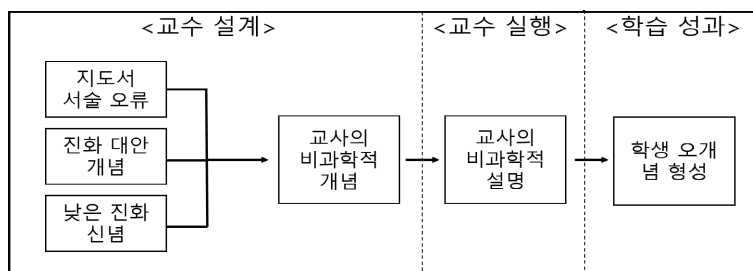 <교수 설계>
<교수 실행>
<학습 성과>
지도서
서술 오류
진화 대안
개념
낮은 진화
신념
교사의
비과학적
개념
교사의
비과학적
설명
학생 오개
념 형성